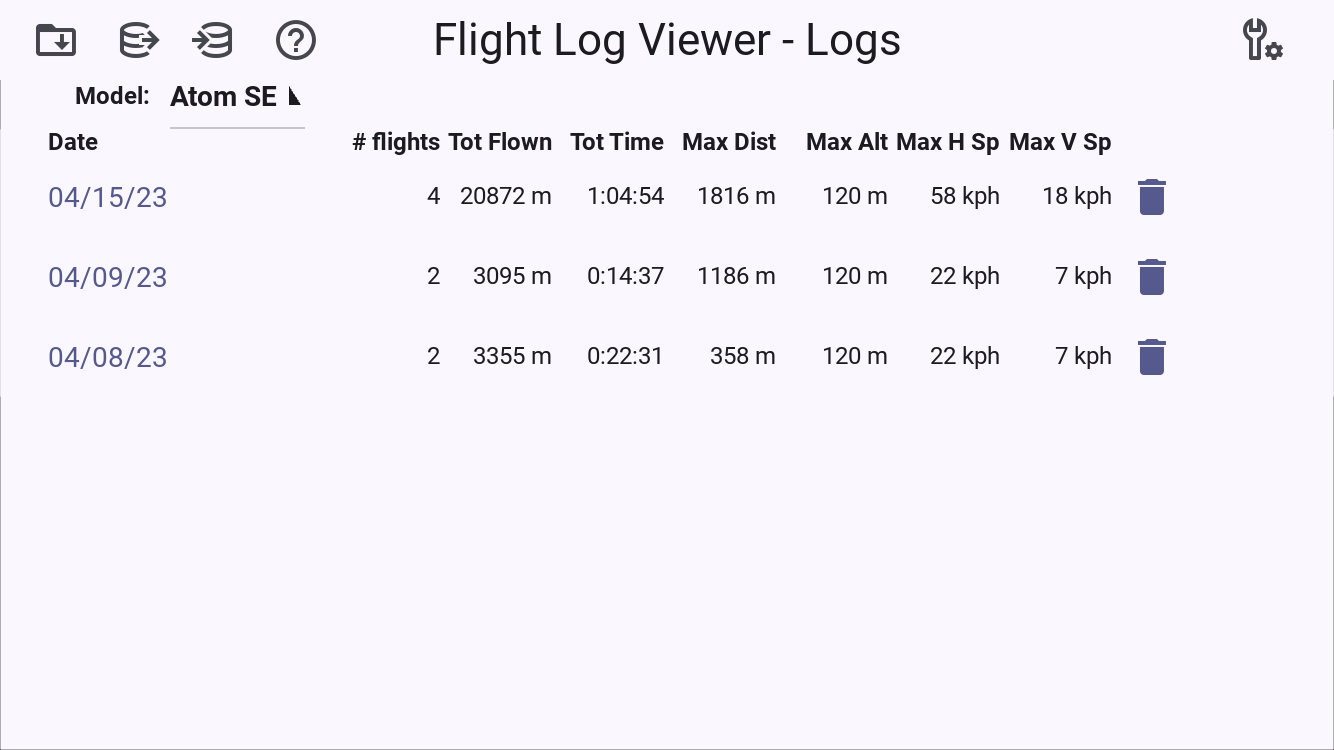 Flight Log Viewer - Logs
Model: Atom SE
Date # flights Tot Flown Tot Time Max Dist Max Alt Max H Sp Max V Sp
04/15/23 4 20872 m 1:04:54 1816 m 120 m 58 kph 18 kph
04/09/23 2 3095 m 0:14:37 1186 m 120 m 22 kph 7 kph
04/08/23 2 3355 m 0:22:31 358 m 120 m 22 kph 7 kph